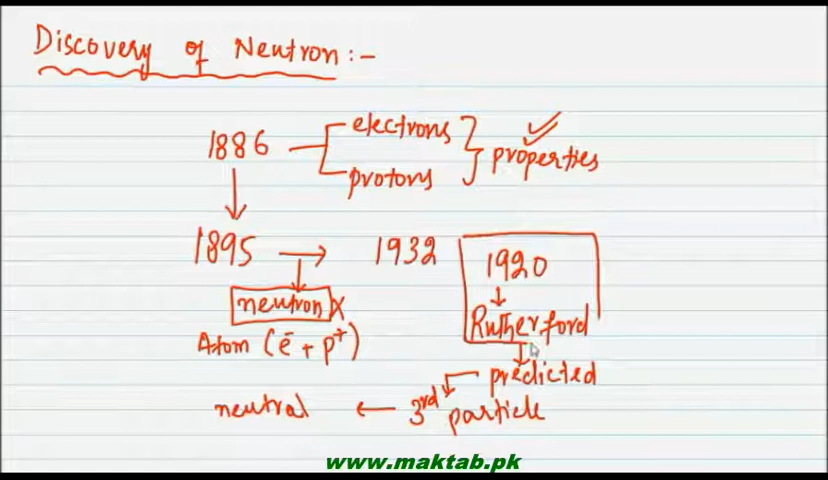 Discovery of Neutron :-
1886
electrons
protons
properties
1895 → 1932
1920
Rutherford
neutron X
Atom (e⁻ + p⁺)
predicted
neutral ← 3rd particle
www.maktab.pk